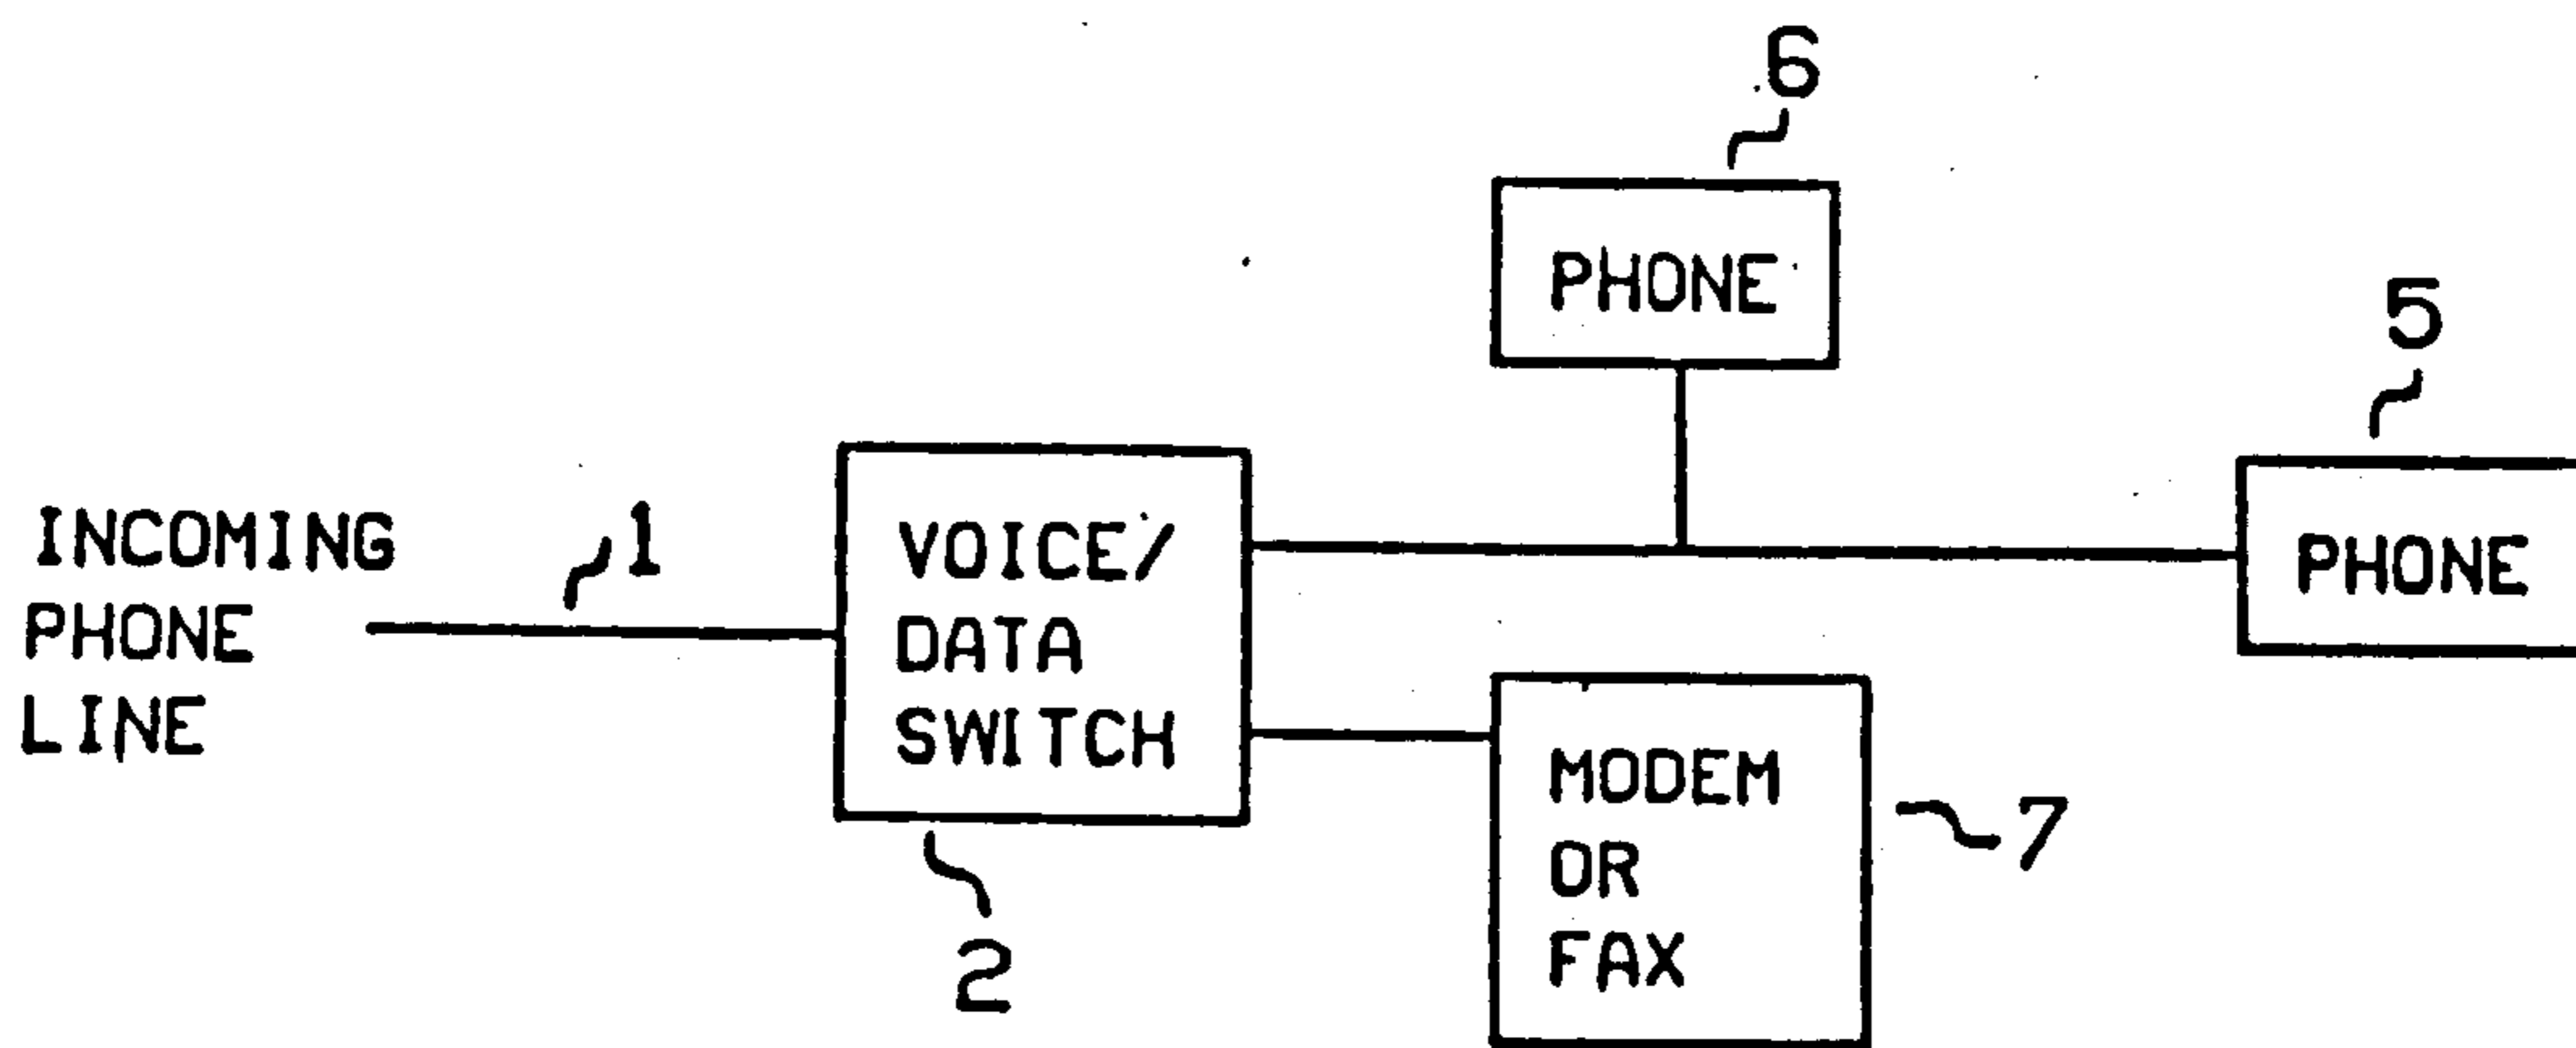 6
PHONE
5
INCOMING
PHONE
LINE
1
VOICE/
DATA
SWITCH
PHONE
MODEM
OR
FAX
7
2